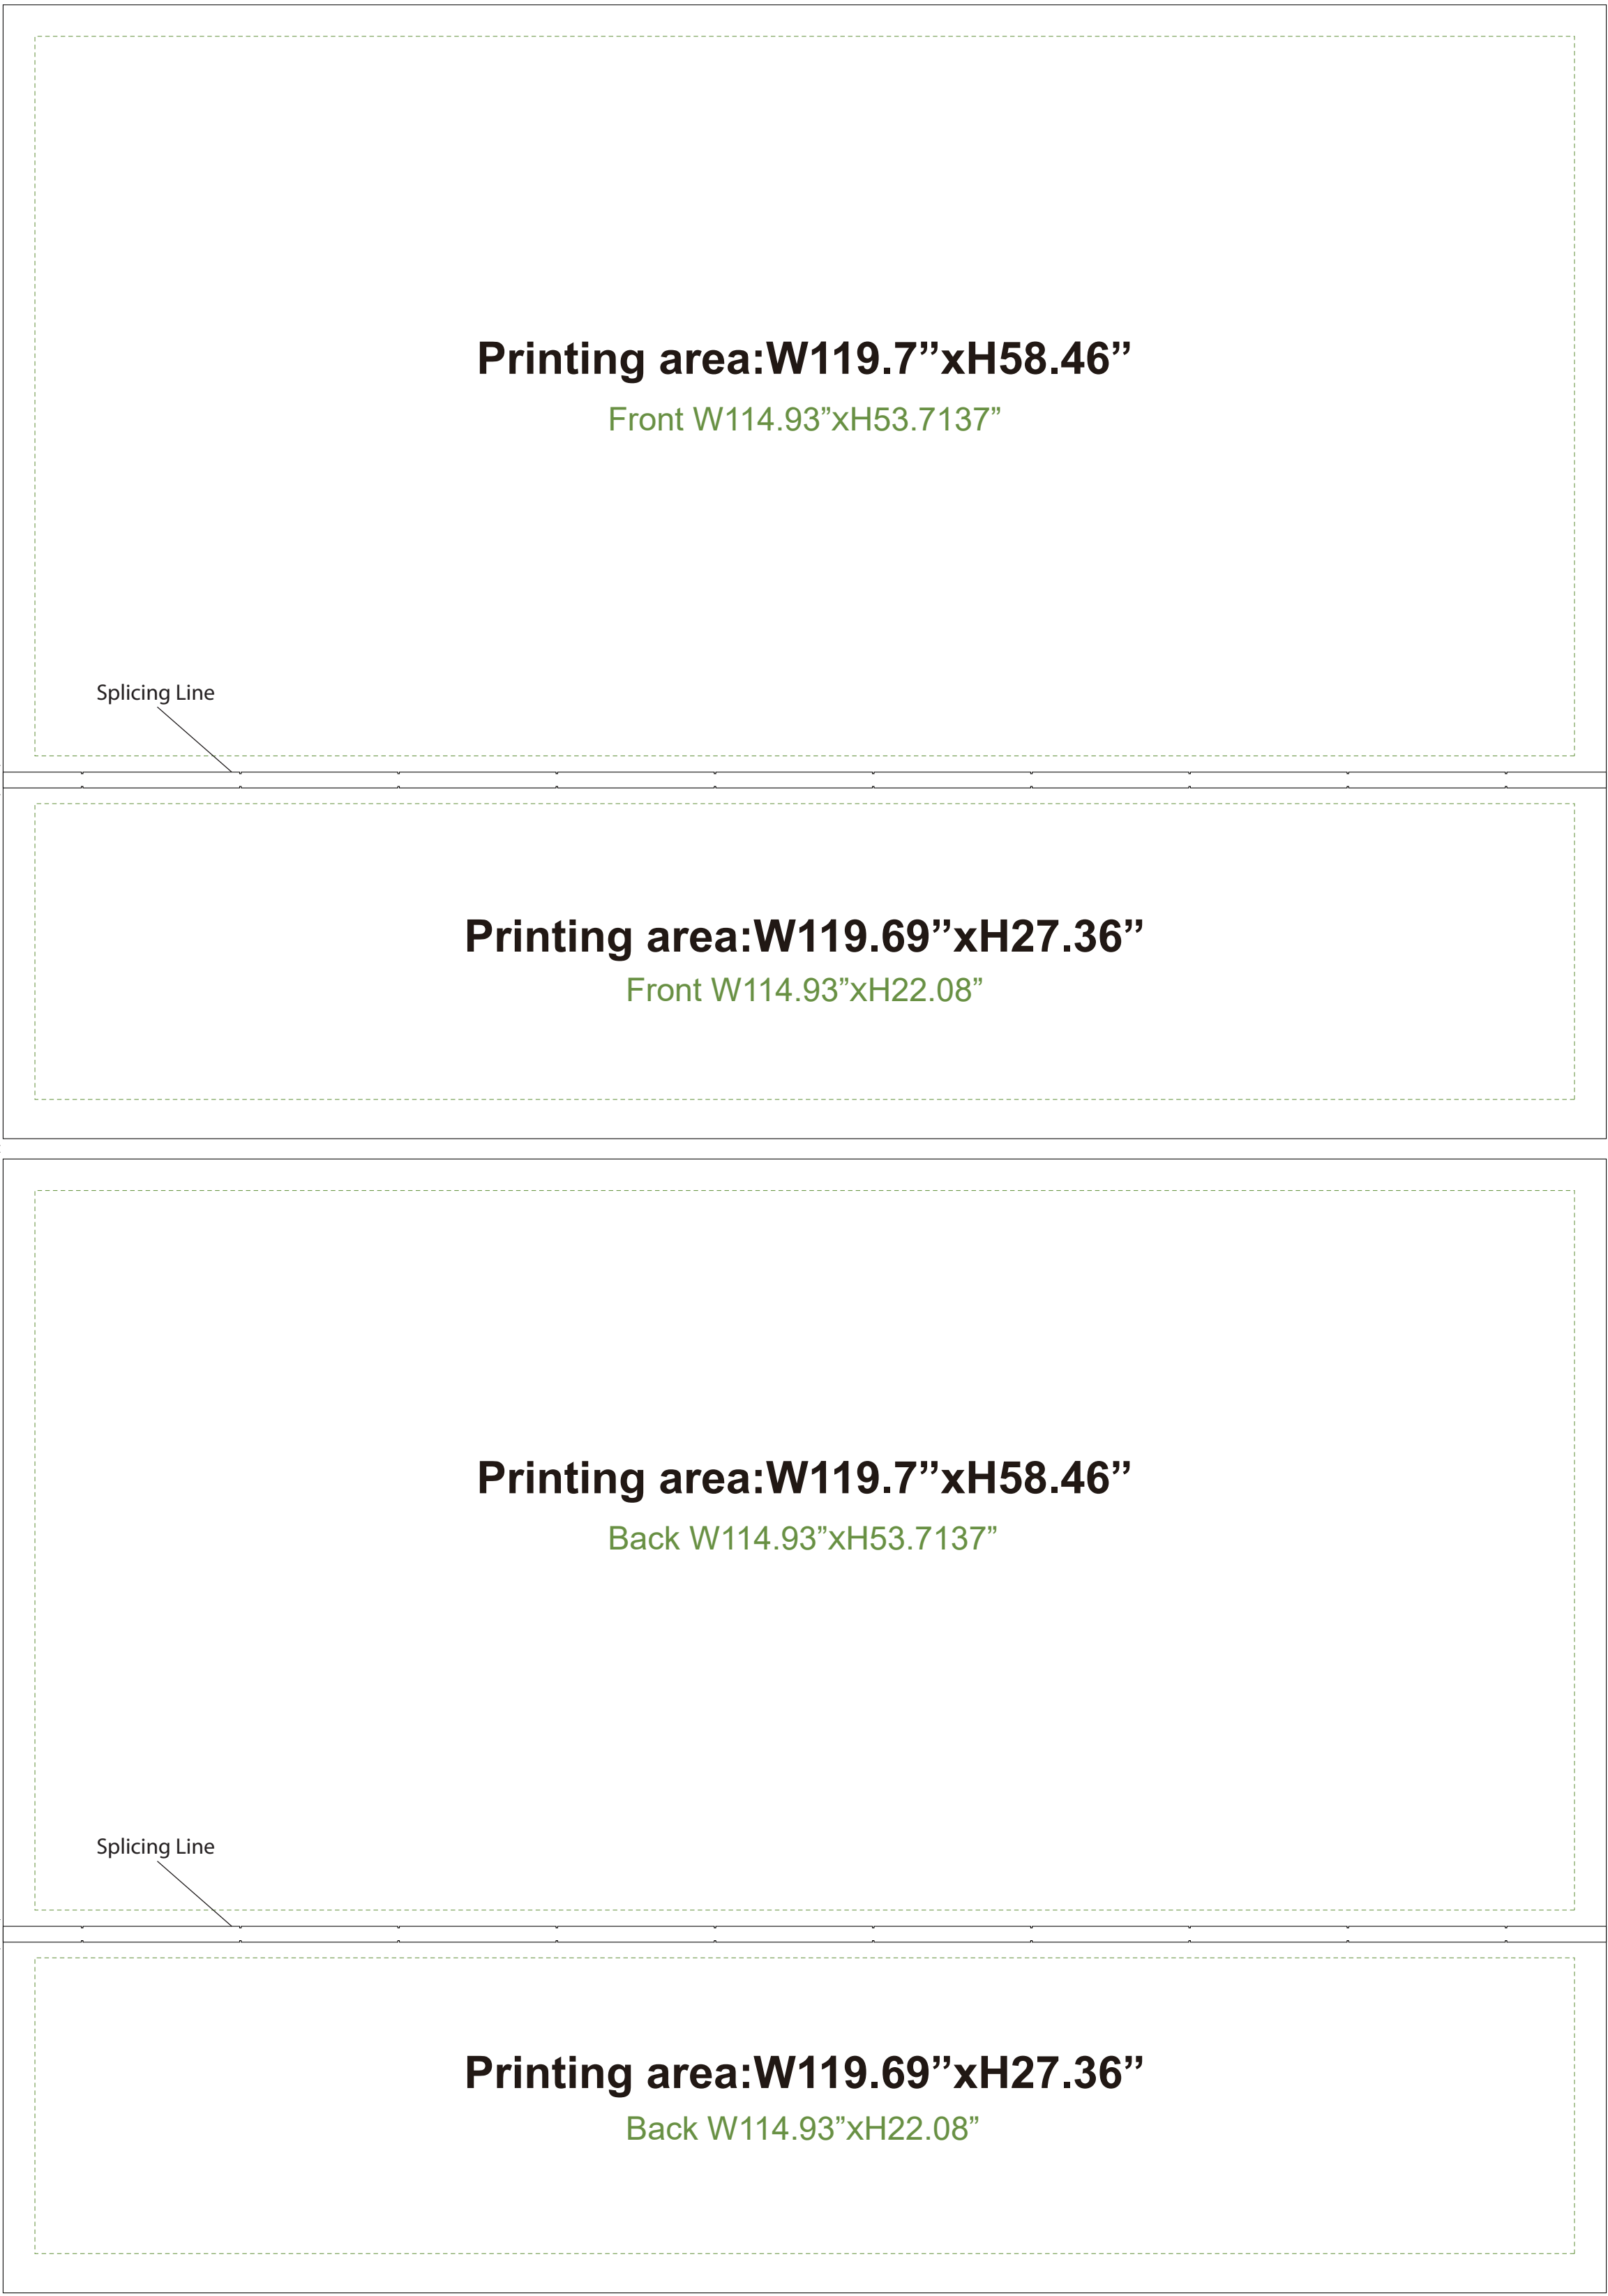 Printing area:W119.7”xH58.46”
Front W114.93”xH53.7137”
Splicing Line
Printing area:W119.69”xH27.36”
Front W114.93”xH22.08”
Printing area:W119.7”xH58.46”
Back W114.93”xH53.7137”
Splicing Line
Printing area:W119.69”xH27.36”
Back W114.93”xH22.08”